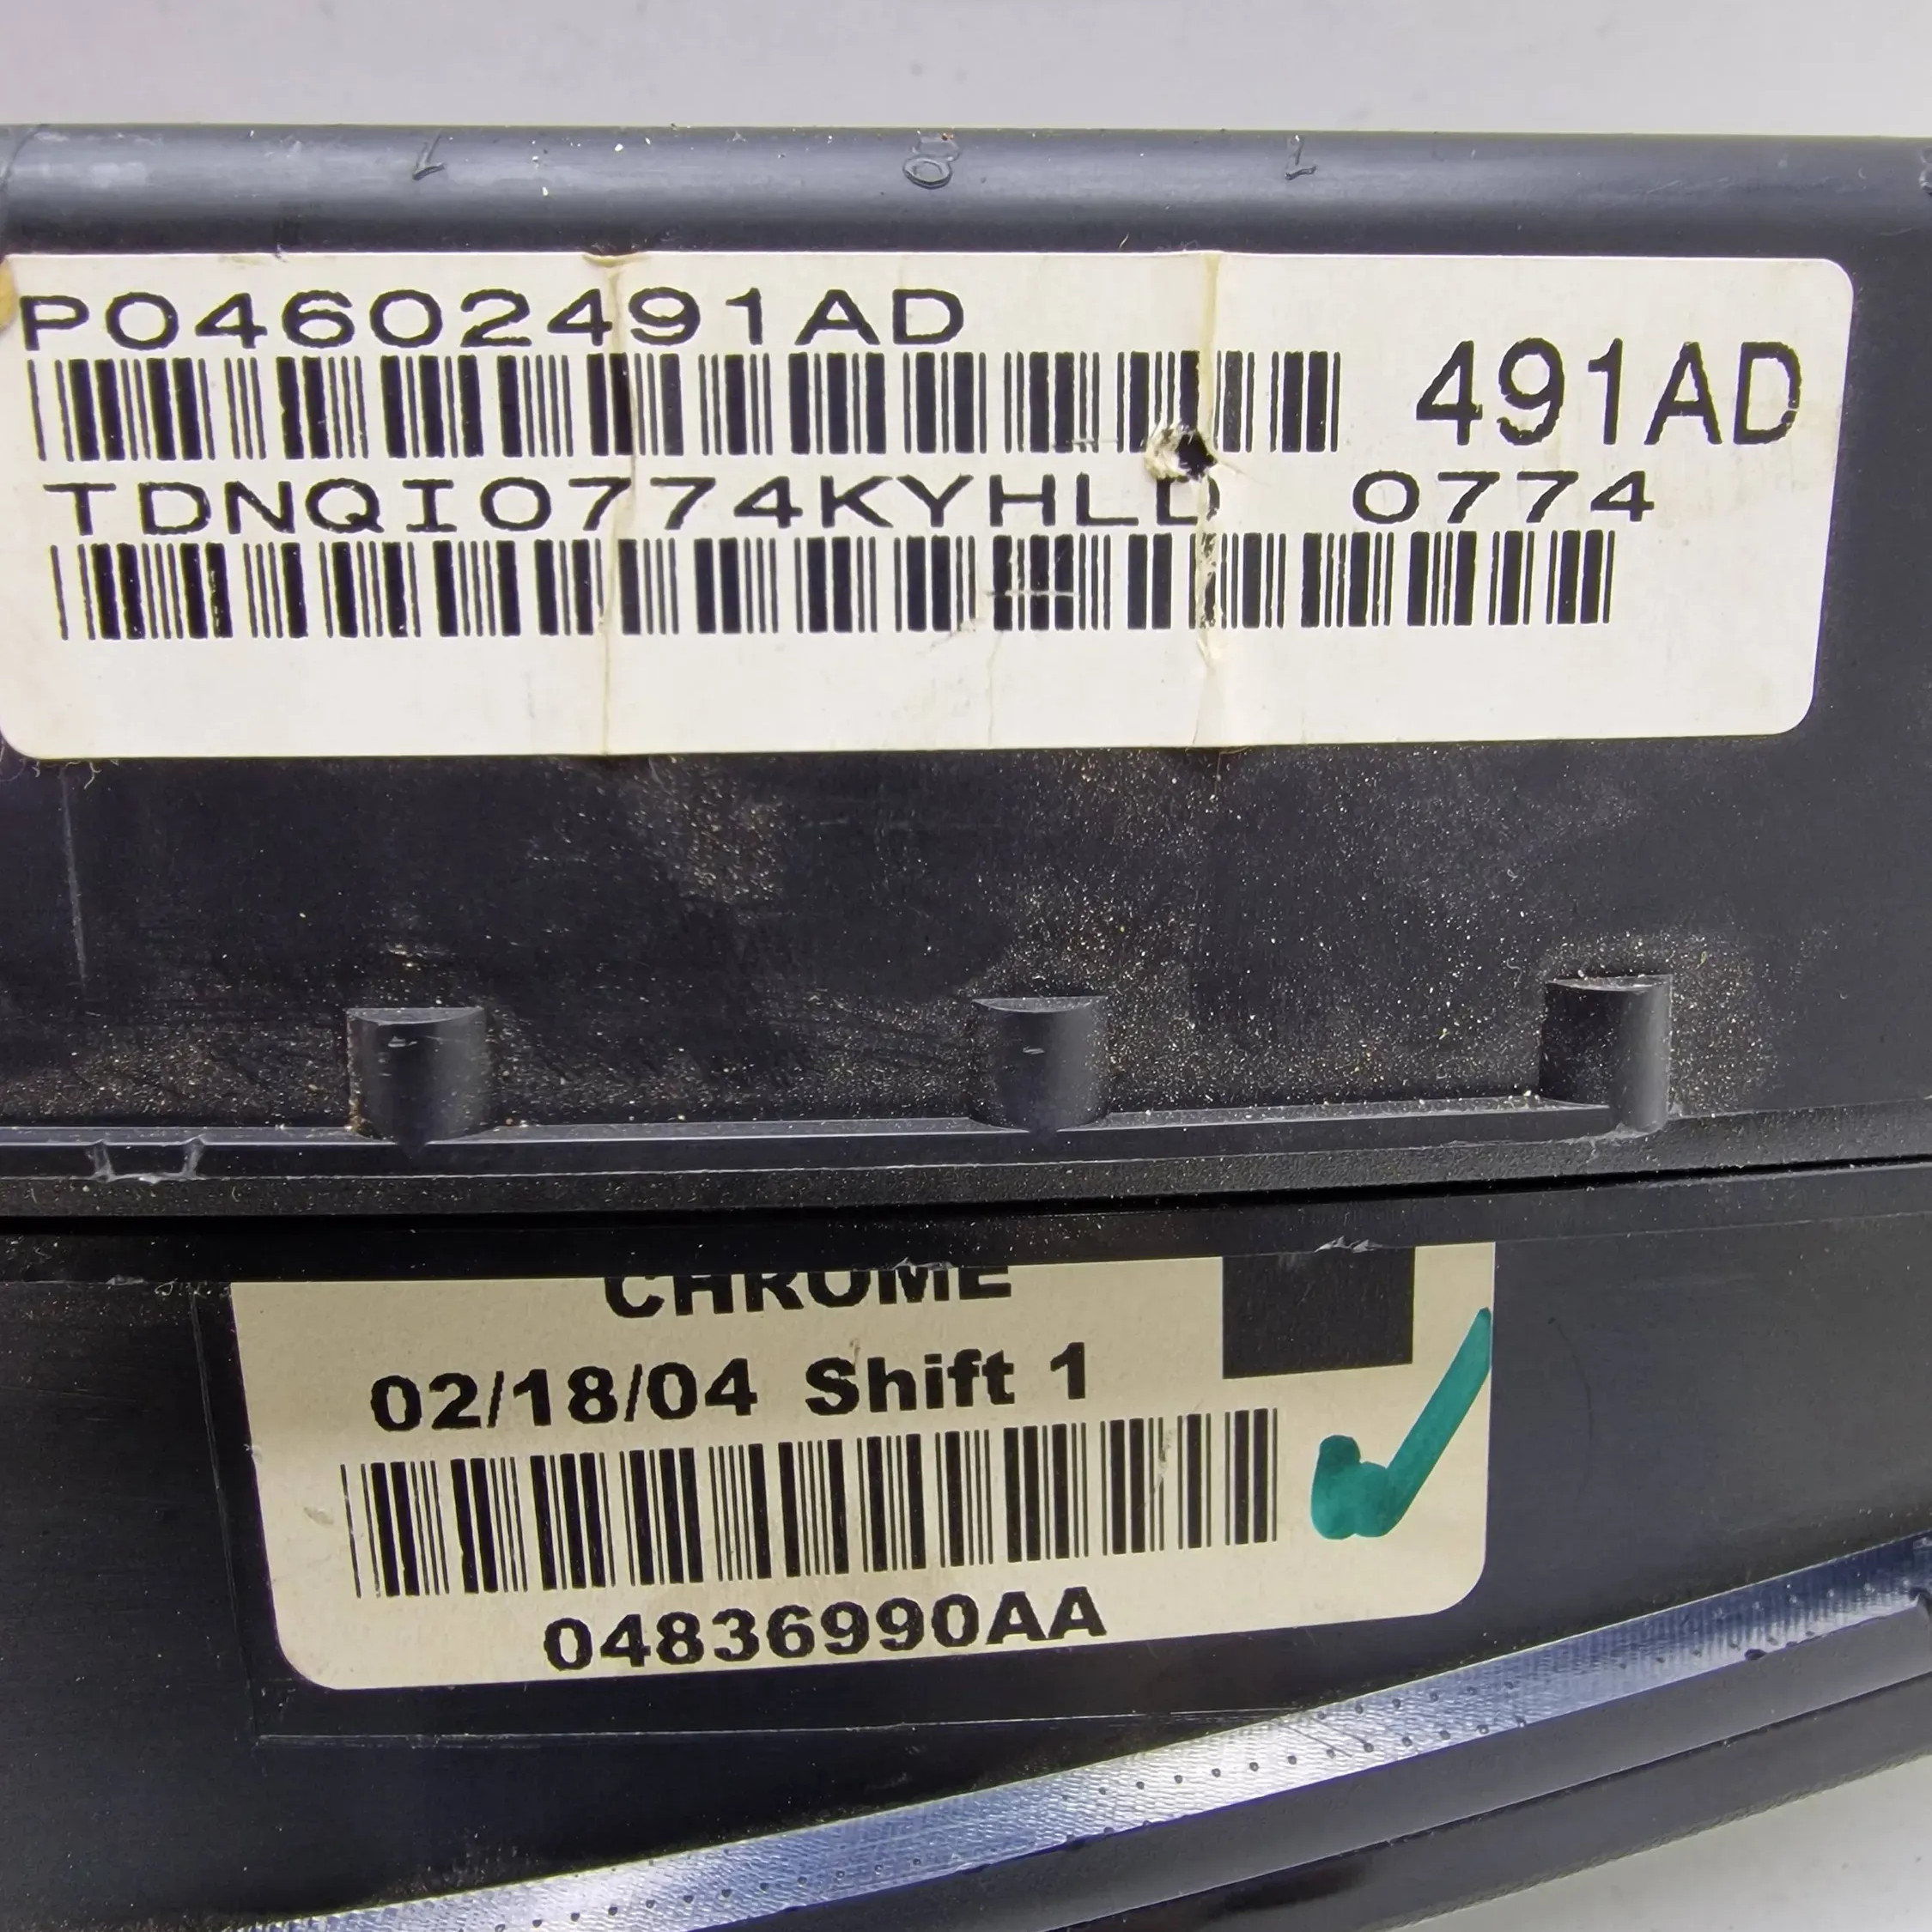 P04602491AD
491AD
TDNQI0774KYHLD 0774
CHROME
02/18/04 Shift 1
04836990AA